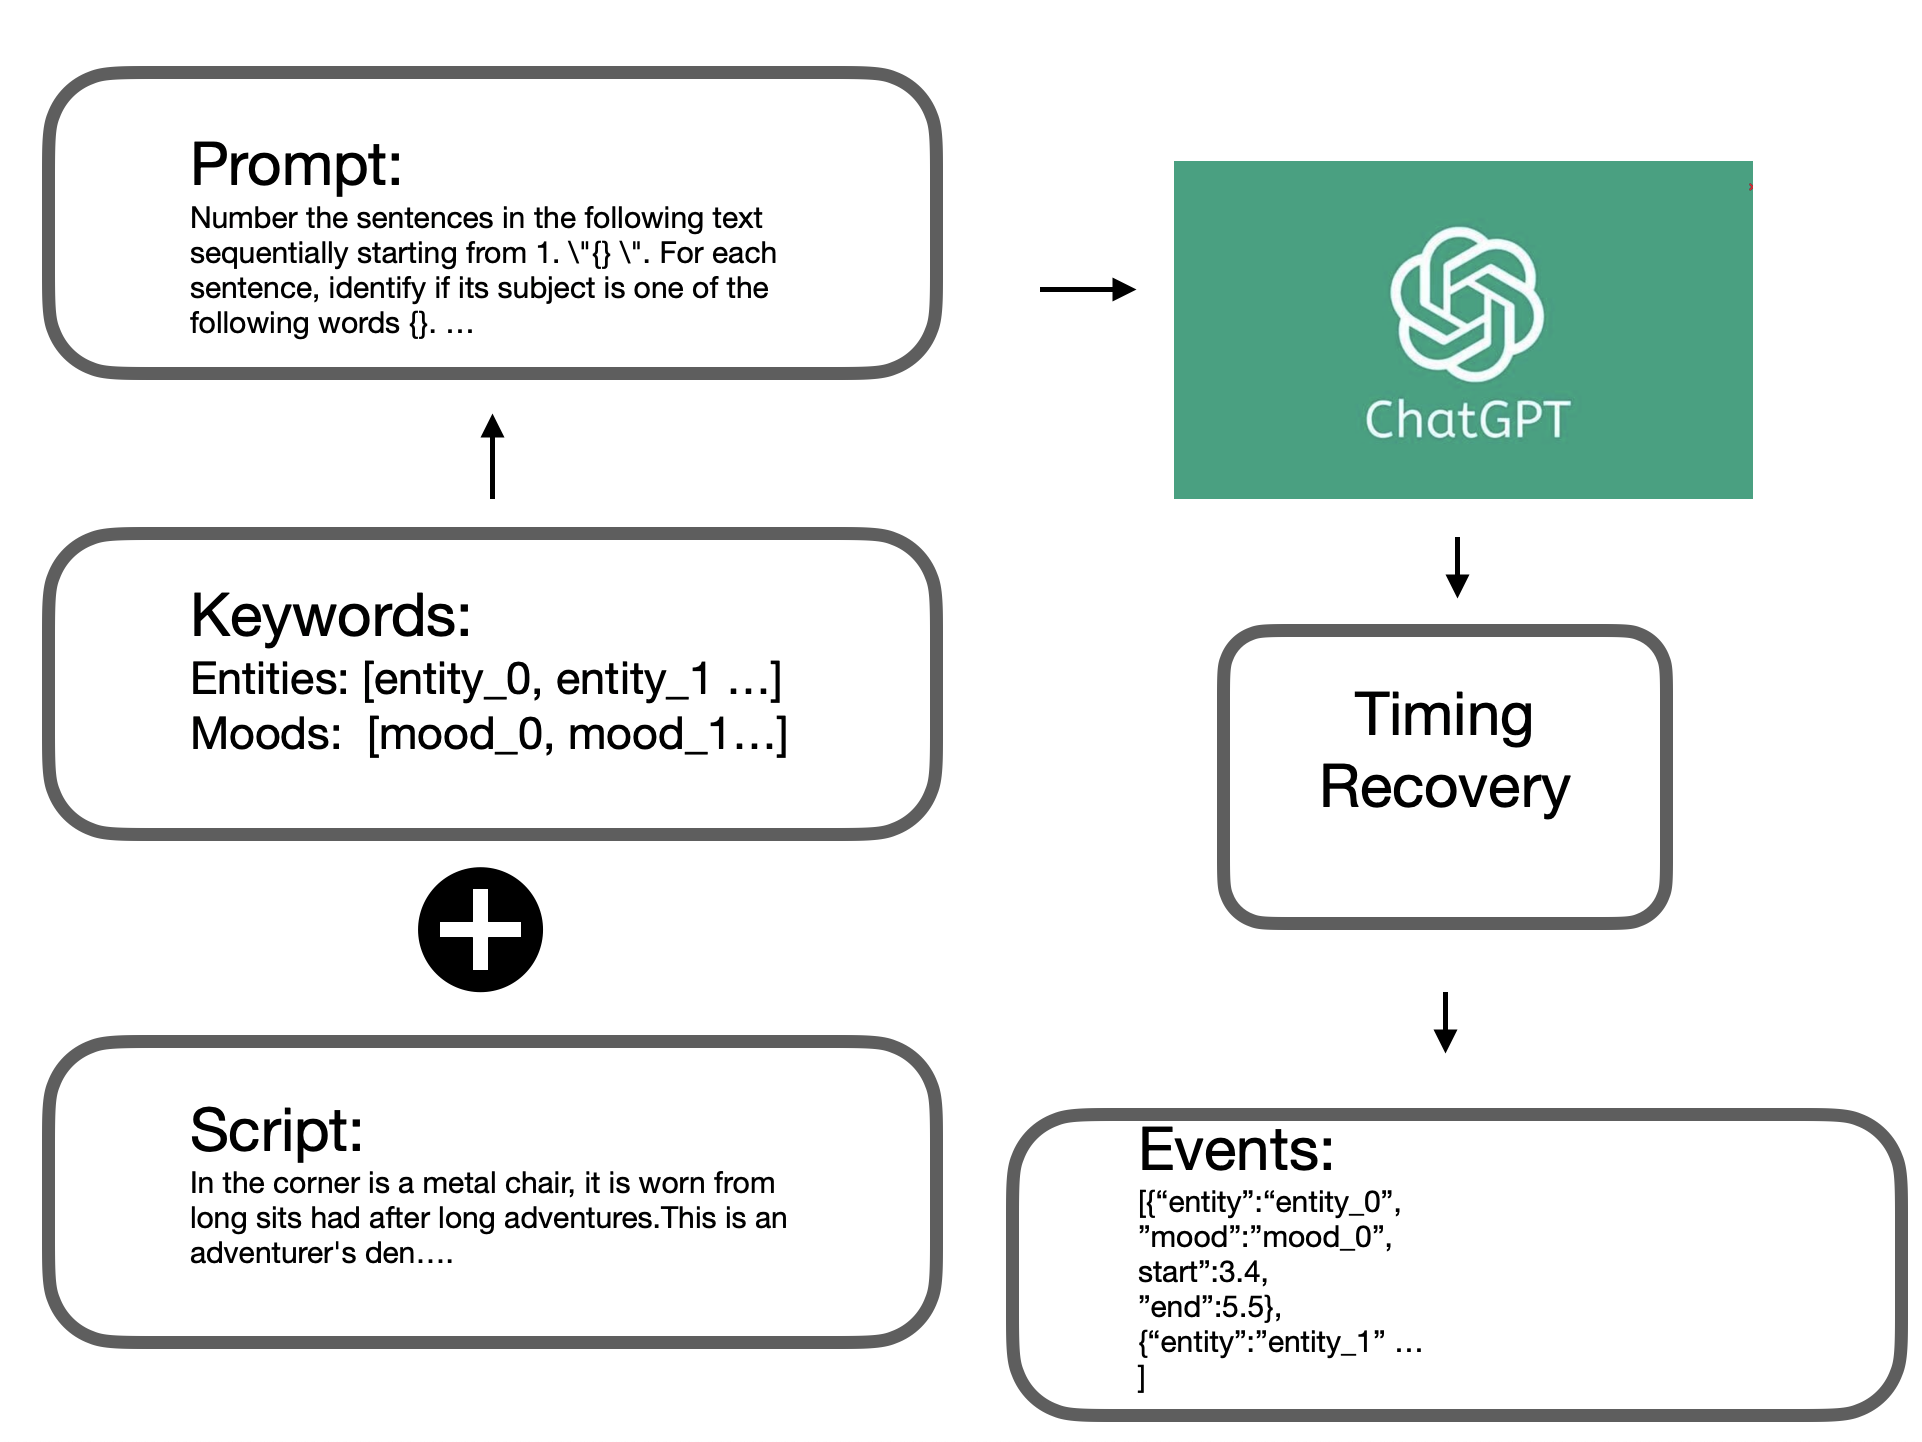 Prompt:
Number the sentences in the following text
sequentially starting from 1. \"{} \". For each
sentence, identify if its subject is one of the
following words {}. …
ChatGPT
Keywords:
Entities: [entity_0, entity_1 …]
Moods:  [mood_0, mood_1…]
Timing
Recovery
Script:
In the corner is a metal chair, it is worn from
long sits had after long adventures.This is an
adventurer's den….
Events:
[{“entity”:“entity_0”,
”mood”:”mood_0”,
start”:3.4,
”end”:5.5},
{“entity”:”entity_1” …
]